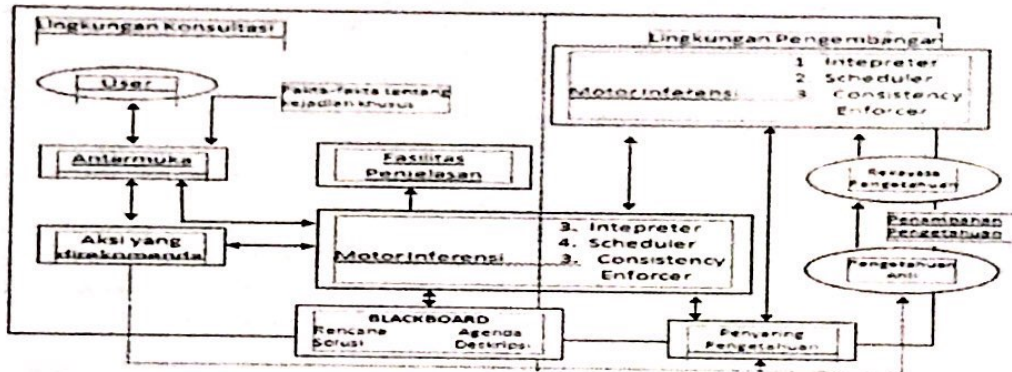 Lingkungan Konsultasi
User
Fakta-fakta tentang
kejadian khusus
Antarmuka
Aksi yang
direkomenda
Fasilitas
Penjelasan
Motor Inferensi
3. Intepreter
4. Scheduler
3. Consistency
Enforcer
BLACKBOARD
Rencana Agenda
Solusi Deskripsi
Lingkungan Pengembangan
Motor Inferensi
1 Intepreter
2 Scheduler
3 Consistency
Enforcer
Rekayasa
Pengetahuan
Penambahan
Pengetahuan
Pengetahuan
Ahli
Penyaring
Pengetahuan